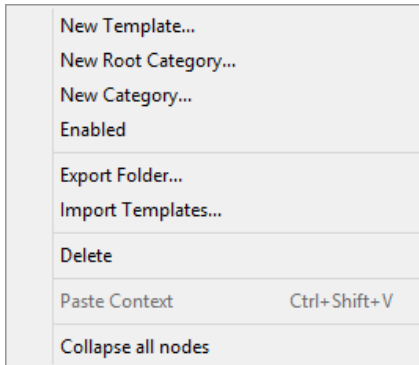 New Template...
New Root Category...
New Category...
Enabled
Export Folder...
Import Templates...
Delete
Paste Context Ctrl+Shift+V
Collapse all nodes